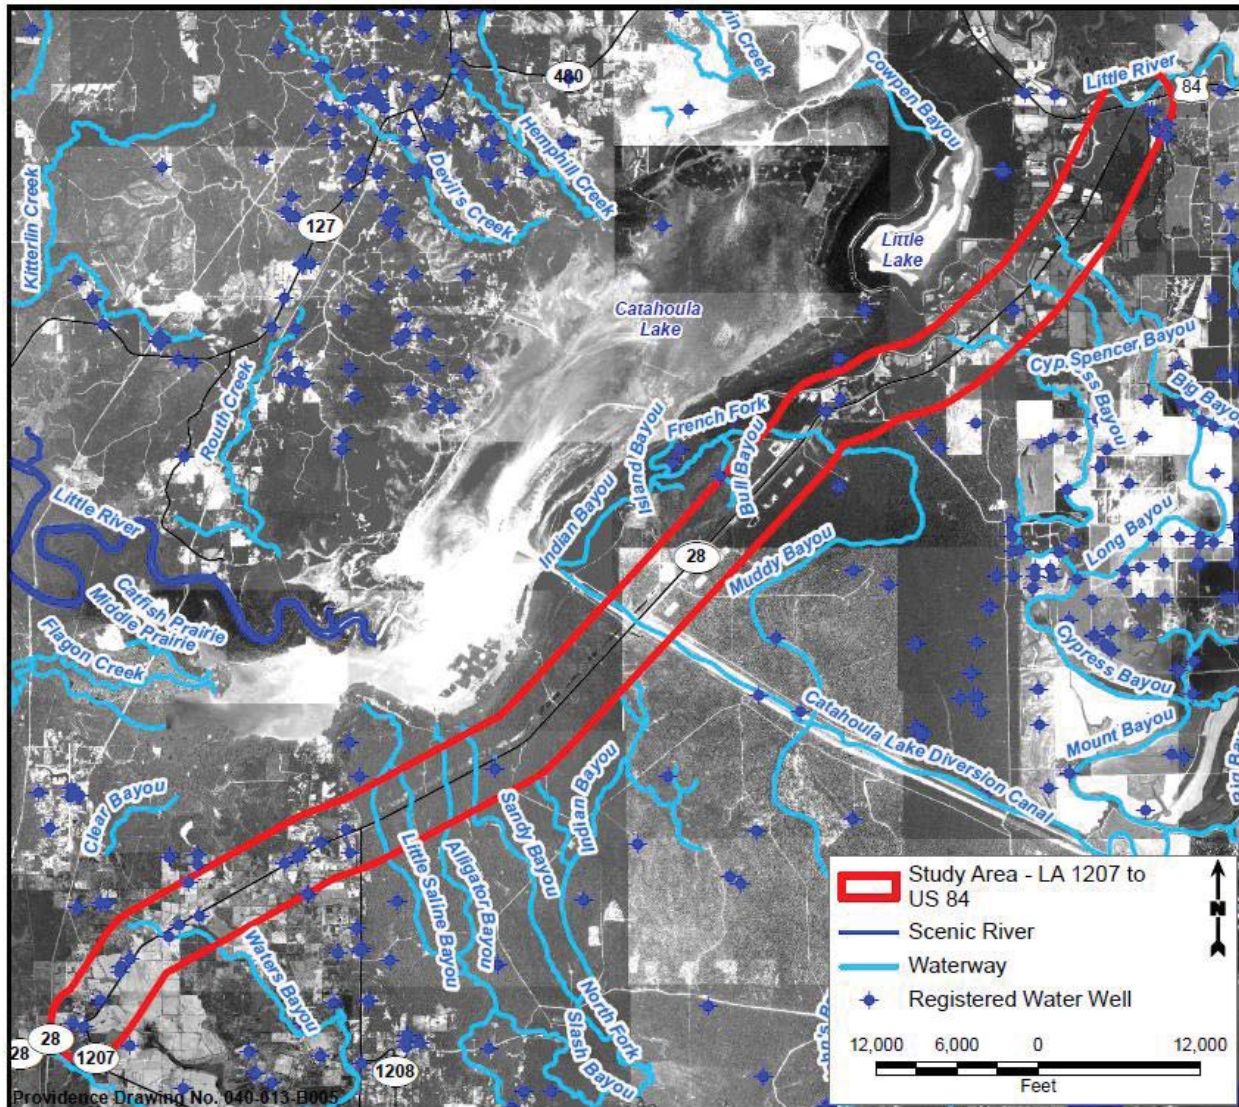 480
Cowpen Bayou
Little River
84
Hemphill Creek
Devil's Creek
Kitterlin Creek
127
Little
Lake
Catahoula
Lake
Routh Creek
Cyp
Spencer Bayou
ss Bayou
Big Bayou
French Fork
Island Bayou
Bull Bayou
Indian Bayou
Little River
28
Muddy Bayou
Long Bayou
Catfish Prairie
Middle Prairie
Flagon Creek
Cypress Bayou
Mount Bayou
Catahoula Lake Diversion Canal
Clear Bayou
Little Saline Bayou
Alligator Bayou
Sandy Bayou
Indian Bayou
Waters Bayou
North Fork
Slash Bayou
28
28
1207
1208
Study Area - LA 1207 to
US 84
Scenic River
Waterway
Registered Water Well
N
12,000 6,000 0 12,000
Feet
Providence Drawing No. 040-013-B005